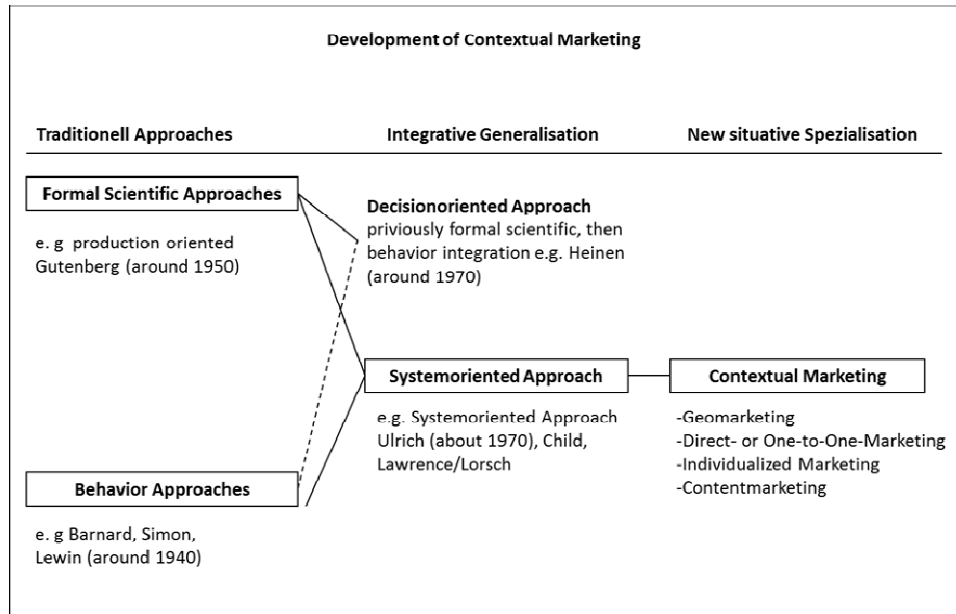 Development of Contextual Marketing
Traditionell Approaches
Integrative Generalisation
New situative Spezialisation
Formal Scientific Approaches
e. g production oriented
Gutenberg (around 1950)
Decisionoriented Approach
priviously formal scientific, then
behavior integration e.g. Heinen
(around 1970)
Systemoriented Approach
e.g. Systemoriented Approach
Ulrich (about 1970), Child,
Lawrence/Lorsch
Contextual Marketing
-Geomarketing
-Direct- or One-to-One-Marketing
-Individualized Marketing
-Contentmarketing
Behavior Approaches
e. g Barnard, Simon,
Lewin (around 1940)